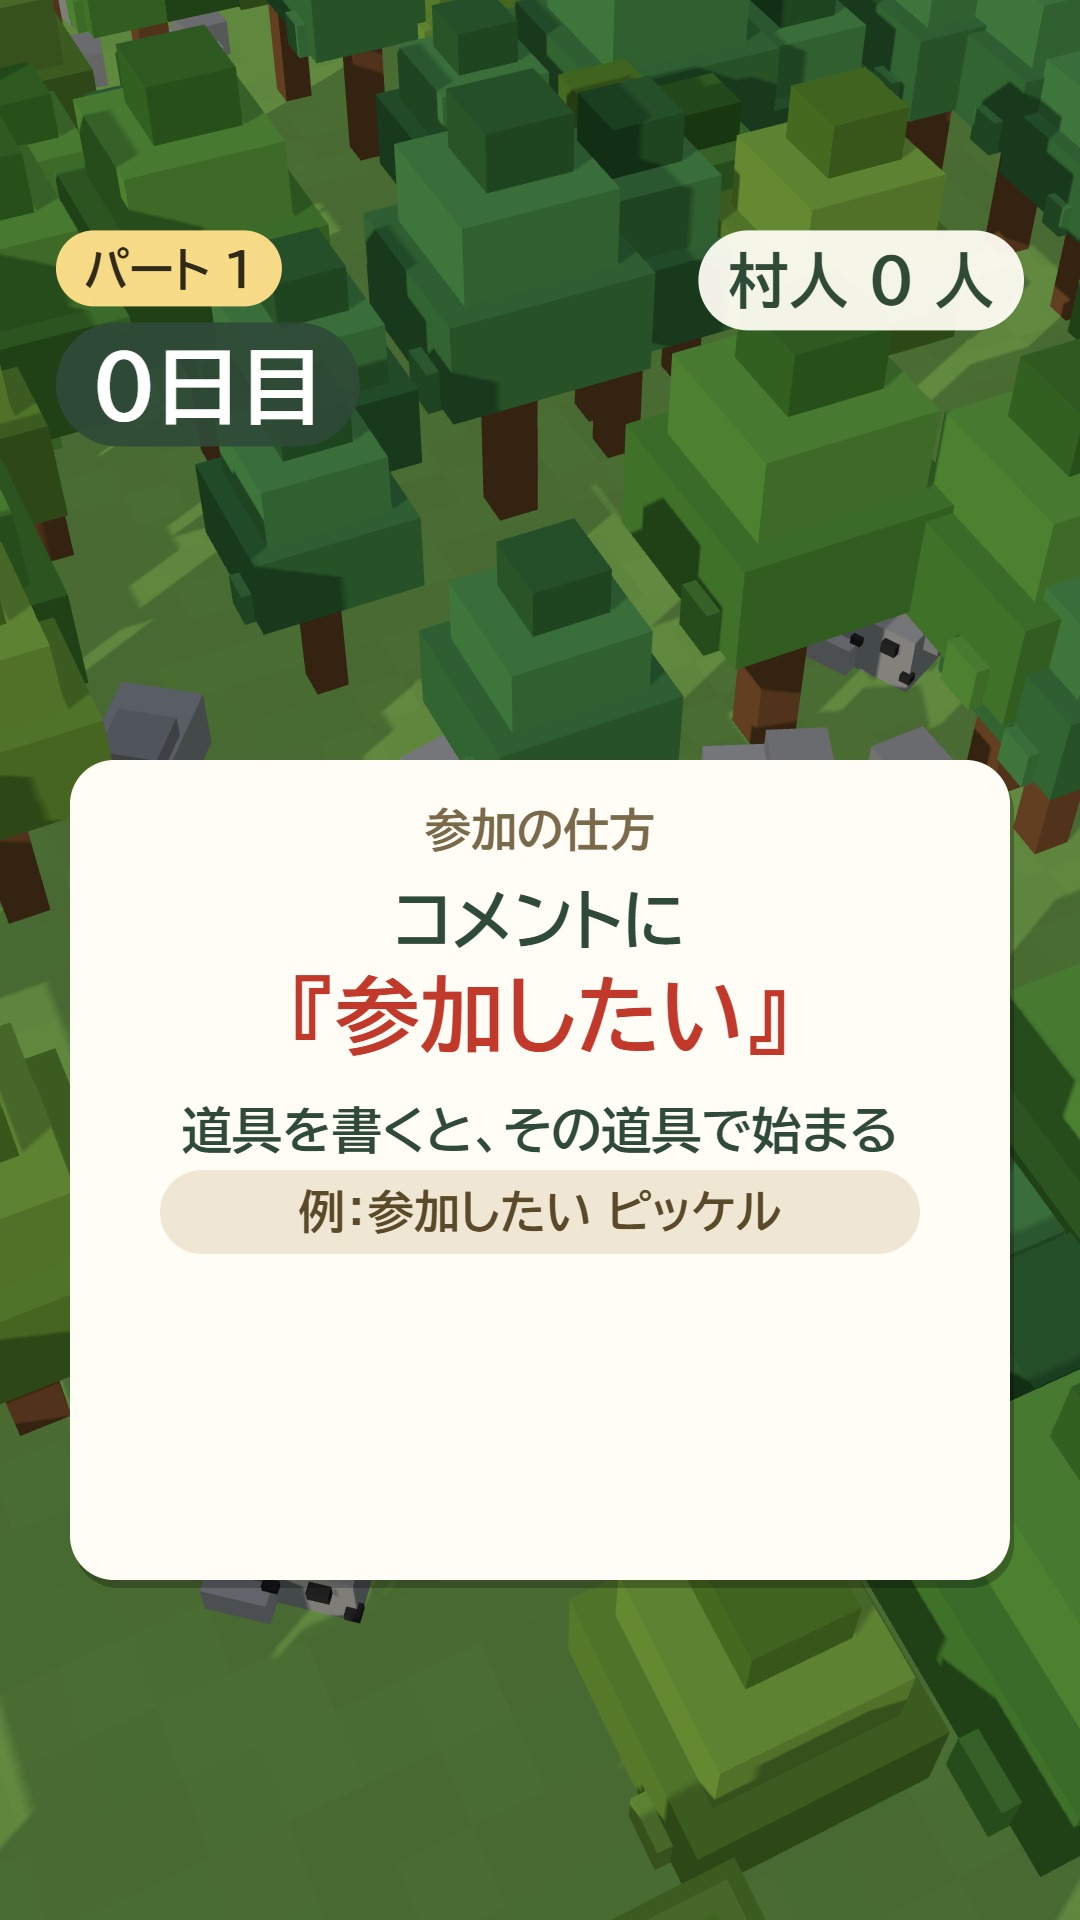 パート 1
0日目
村人 0 人
参加の仕方
コメントに
『参加したい』
道具を書くと、その道具で始まる
例：参加したい ピッケル